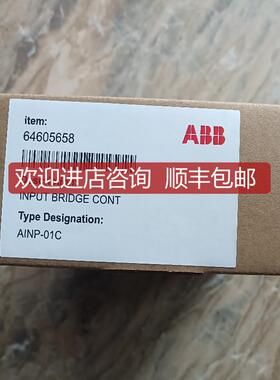 item:
64605658
ABB
欢迎进店咨询 顺丰包邮
INPUT BRIDGE CONT
Type Designation:
AINP-01C